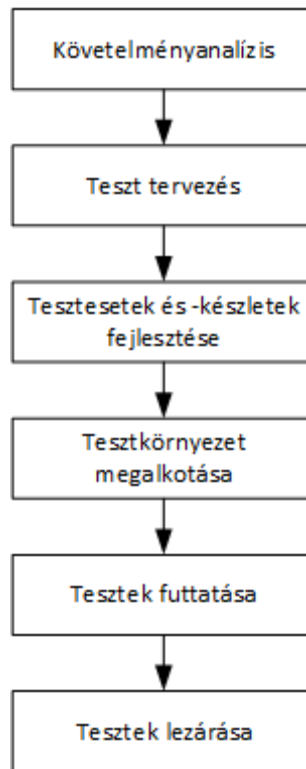 Követelményanalízis
Teszt tervezés
Tesztesetek és -készletek
fejlesztése
Tesztkörnyezet
megalkotása
Tesztek futtatása
Tesztek lezárása